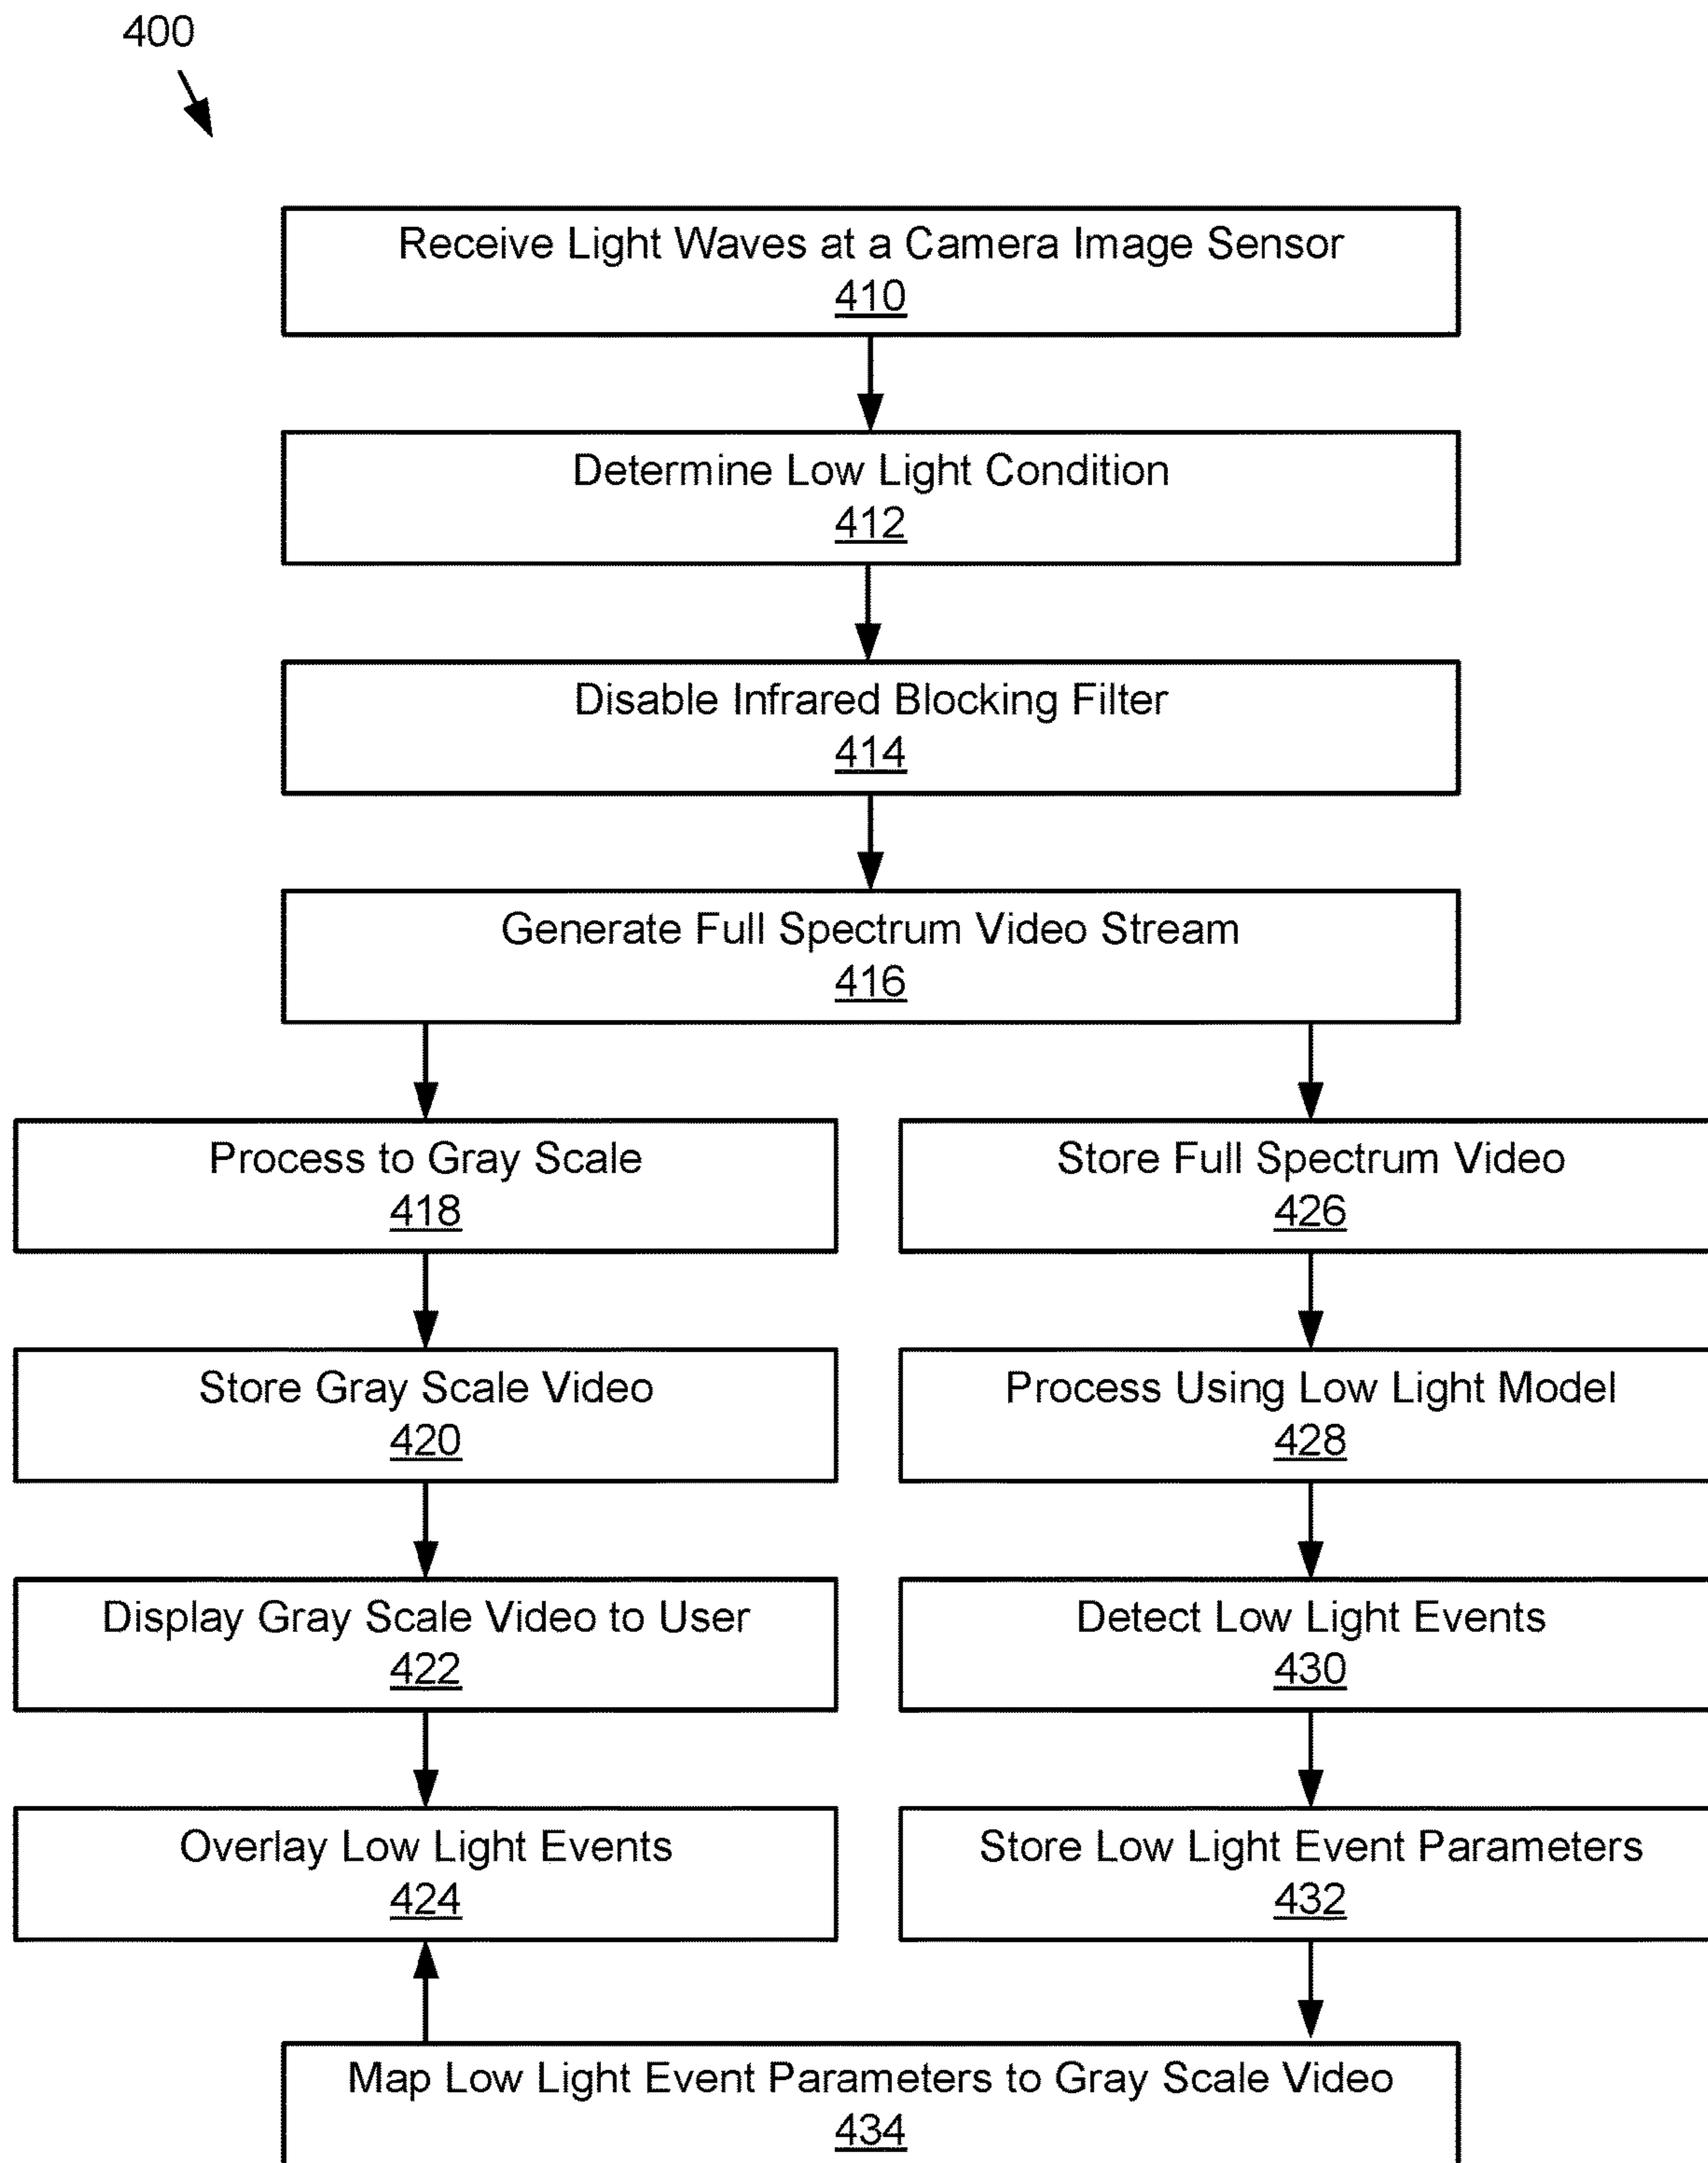 400
Receive Light Waves at a Camera Image Sensor
410
Determine Low Light Condition
412
Disable Infrared Blocking Filter
414
Generate Full Spectrum Video Stream
416
Process to Gray Scale
418
Store Gray Scale Video
420
Display Gray Scale Video to User
422
Overlay Low Light Events
424
Store Full Spectrum Video
426
Process Using Low Light Model
428
Detect Low Light Events
430
Store Low Light Event Parameters
432
Map Low Light Event Parameters to Gray Scale Video
434